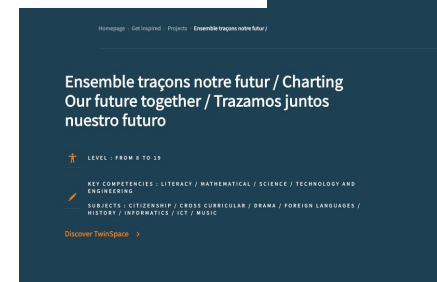 Homepage · Get Inspired · Projects · Ensemble traçons notre futur /
Ensemble traçons notre futur / Charting
Our future together / Trazamos juntos
nuestro futuro
LEVEL : FROM 8 TO 19
KEY COMPETENCIES : LITERACY / MATHEMATICAL / SCIENCE / TECHNOLOGY AND
ENGINEERING
SUBJECTS : CITIZENSHIP / CROSS CURRICULAR / DRAMA / FOREIGN LANGUAGES /
HISTORY / INFORMATICS / ICT / MUSIC
Discover TwinSpace >